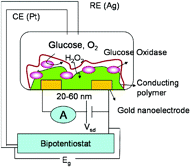 RE (Ag)
CE (Pt)
Glucose, O2
Glucose Oxidase
H2O2
Conducting
polymer
20-60 nm
Gold nanoelectrode
A
Vsd
Bipotentiostat
Eg